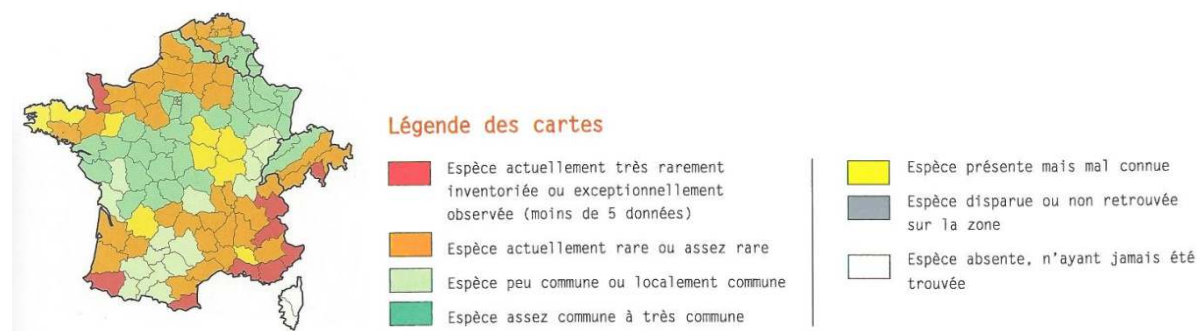 Légende des cartes
Espèce actuellement très rarement
inventoriée ou exceptionnellement
observée (moins de 5 données)
Espèce actuellement rare ou assez rare
Espèce peu commune ou localement commune
Espèce assez commune à très commune
Espèce présente mais mal connue
Espèce disparue ou non retrouvée
sur la zone
Espèce absente, n'ayant jamais été
trouvée